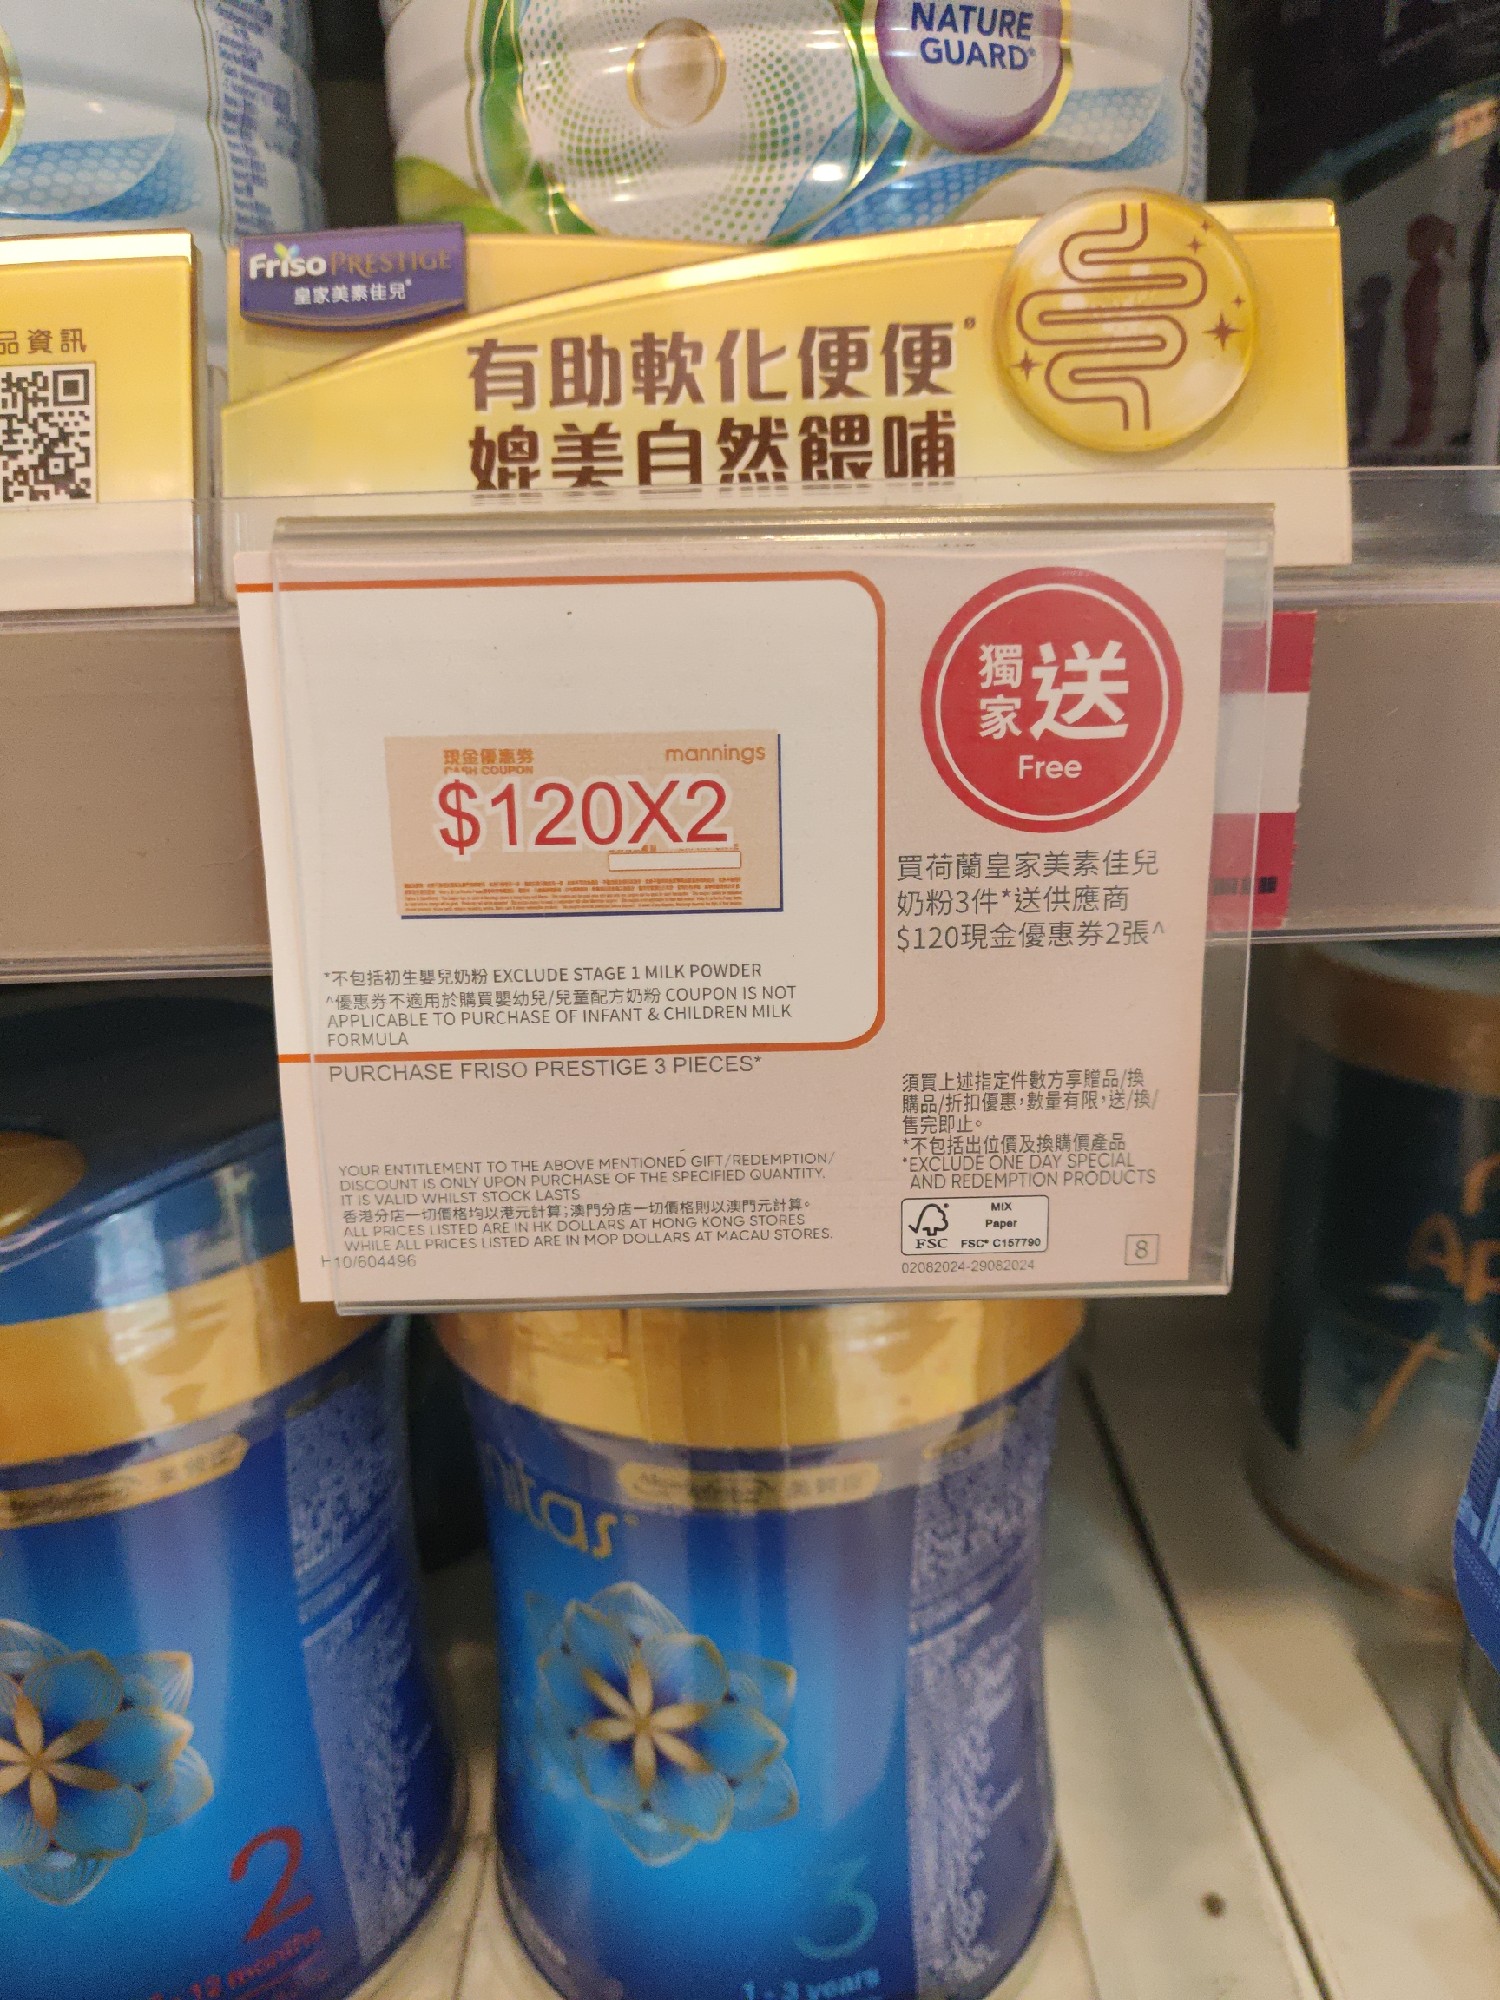 NATURE
GUARD
Friso PRESTIGE
皇家美素佳兒
品資訊
有助軟化便便
媲美自然餵哺
獨家送
Free
現金優惠券
mannings
CASH COUPON
$120X2
買荷蘭皇家美素佳兒
奶粉3件*送供應商
$120現金優惠券2張^
*不包括初生嬰兒奶粉 EXCLUDE STAGE 1 MILK POWDER
^優惠券不適用於購買嬰幼兒/兒童配方奶粉 COUPON IS NOT
APPLICABLE TO PURCHASE OF INFANT & CHILDREN MILK
FORMULA
PURCHASE FRISO PRESTIGE 3 PIECES*
須買上述指定件數方享贈品/換
購品/折扣優惠，數量有限，送/換/
售完即止。
*不包括出位價及換購價產品
*EXCLUDE ONE DAY SPECIAL
AND REDEMPTION PRODUCTS
YOUR ENTITLEMENT TO THE ABOVE MENTIONED GIFT/REDEMPTION/
DISCOUNT IS ONLY UPON PURCHASE OF THE SPECIFIED QUANTITY.
IT IS VALID WHILST STOCK LASTS
香港分店一切價格均以港元計算；澳門分店一切價格則以澳門元計算。
ALL PRICES LISTED ARE IN HK DOLLARS AT HONG KONG STORES
WHILE ALL PRICES LISTED ARE IN MOP DOLLARS AT MACAU STORES.
H10/604496
MIX
Paper
FSC FSC® C157790
02082024-29082024
8
nitas
2
12 months
3
1-3 years